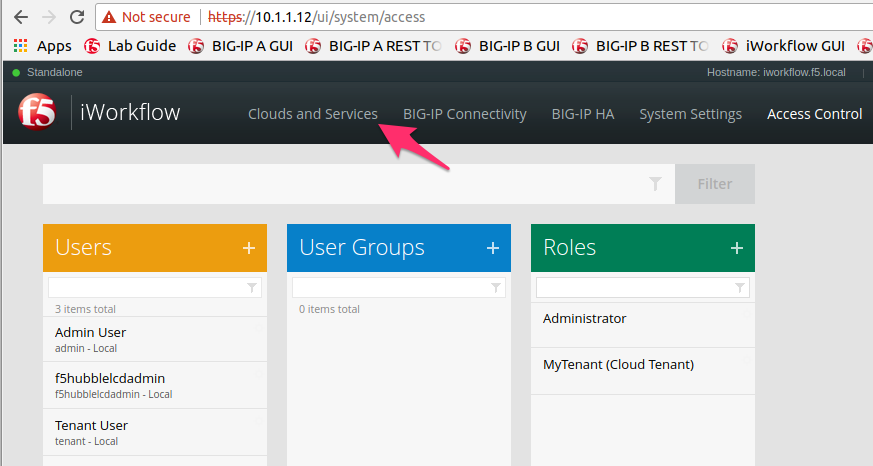 Not secure | https://10.1.1.12/ui/system/access
Apps Lab Guide BIG-IP A GUI BIG-IP A REST TO BIG-IP B GUI BIG-IP B REST TO iWorkflow GUI
Standalone Hostname: iworkflow.f5.local
f5 iWorkflow Clouds and Services BIG-IP Connectivity BIG-IP HA System Settings Access Control
Filter
Users + User Groups + Roles +
3 items total 0 items total
Administrator
Admin User
admin - Local
MyTenant (Cloud Tenant)
f5hubblelcdadmin
f5hubblelcdadmin - Local
Tenant User
tenant - Local